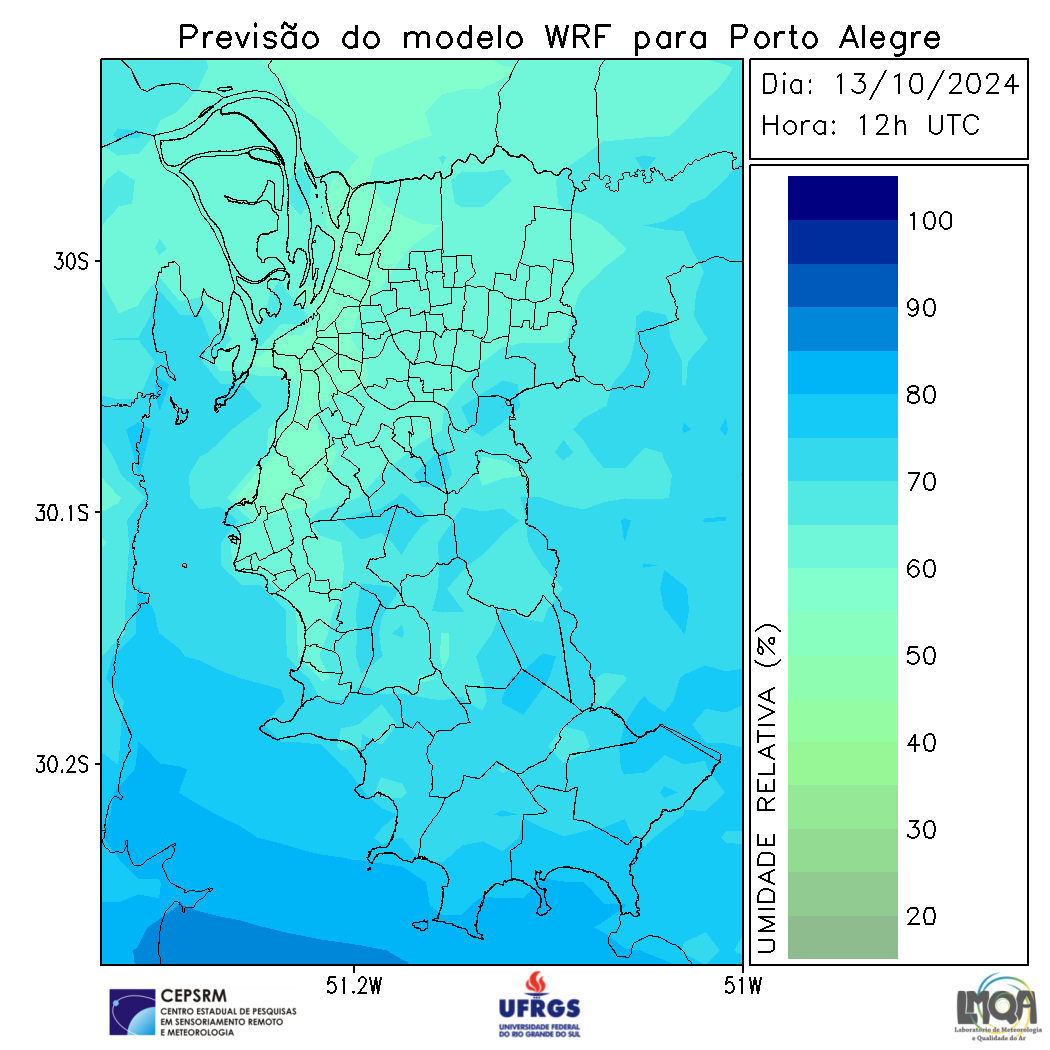 Previsão do modelo WRF para Porto Alegre
Dia: 13/10/2024
Hora: 12h UTC
100
90
80
70
60
50
40
30
20
UMIDADE RELATIVA (%)
30S
30.1S
30.2S
51.2W
51W
CEPSRM
CENTRO ESTADUAL DE PESQUISAS
EM SENSORIAMENTO REMOTO
E METEOROLOGIA
UFRGS
UNIVERSIDADE FEDERAL
DO RIO GRANDE DO SUL
LMQA
Laboratório de Meteorologia
e Qualidade do Ar